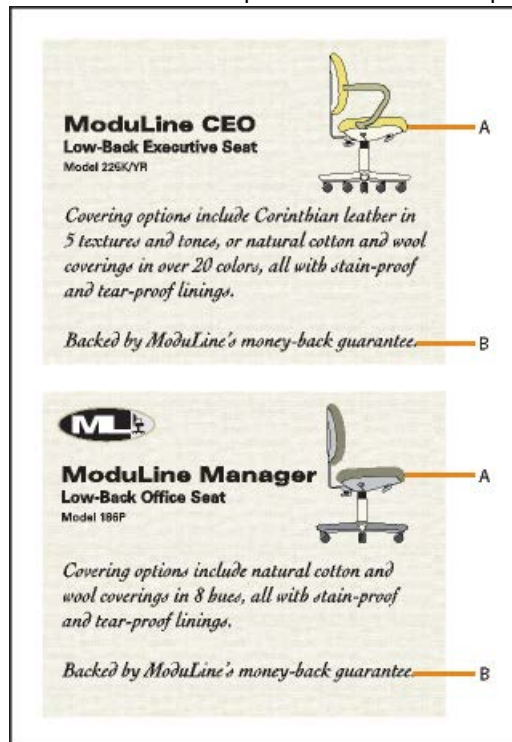 ModuLine CEO
Low-Back Executive Seat
Model 225K/YR
A
Covering options include Corinthian leather in
5 textures and tones, or natural cotton and wool
coverings in over 20 colors, all with stain-proof
and tear-proof linings.
Backed by ModuLine's money-back guarantee.
B
ML
ModuLine Manager
Low-Back Office Seat
Model 186P
A
Covering options include natural cotton and
wool coverings in 8 hues, all with stain-proof
and tear-proof linings.
Backed by ModuLine's money-back guarantee.
B